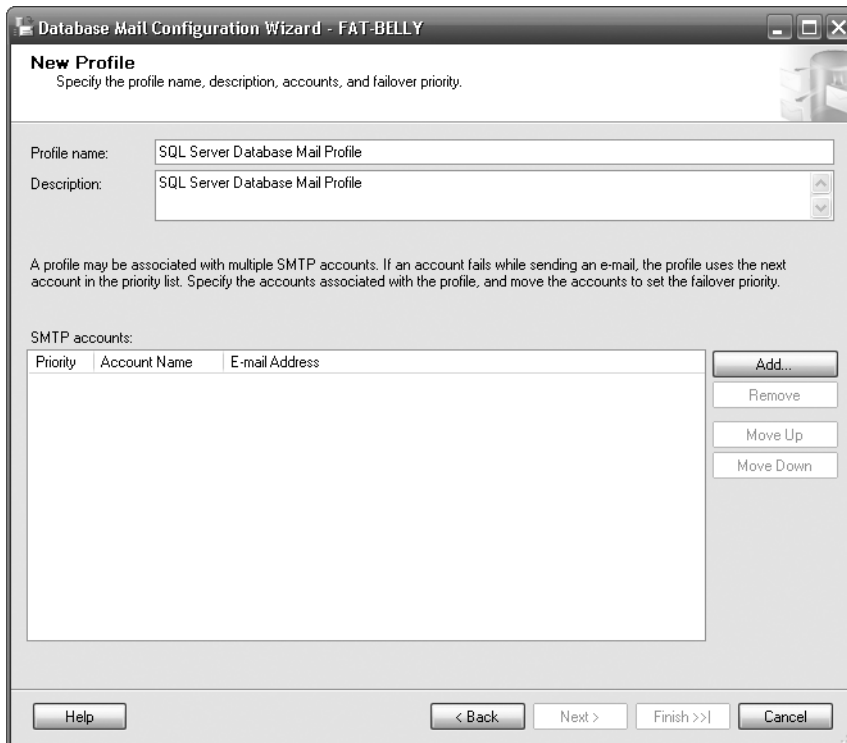 Database Mail Configuration Wizard - FAT-BELLY
New Profile
Specify the profile name, description, accounts, and failover priority.
Profile name:
SQL Server Database Mail Profile
Description:
SQL Server Database Mail Profile
A profile may be associated with multiple SMTP accounts. If an account fails while sending an e-mail, the profile uses the next
account in the priority list. Specify the accounts associated with the profile, and move the accounts to set the failover priority.
SMTP accounts:
Priority Account Name E-mail Address
Add...
Remove
Move Up
Move Down
Help < Back Next > Finish >>| Cancel